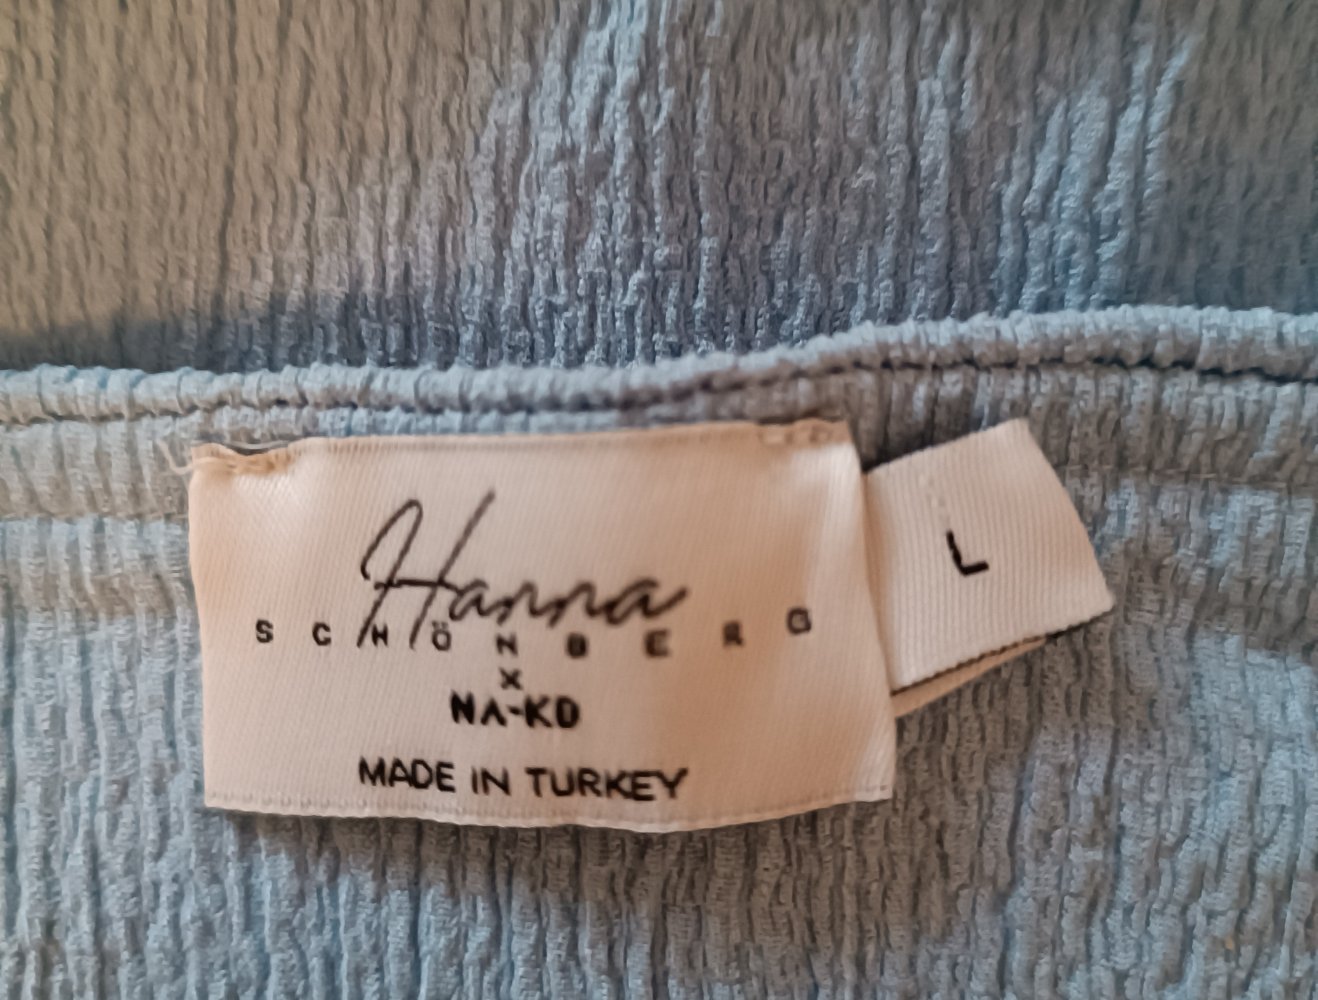 Hanna
SCHÖNBERG
X
NA-KD
MADE IN TURKEY
L